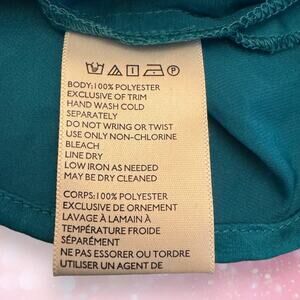 BODY:100% POLYESTER
EXCLUSIVE OF TRIM
HAND WASH COLD
SEPARATELY
DO NOT WRING OR TWIST
USE ONLY NON-CHLORINE
BLEACH
LINE DRY
LOW IRON AS NEEDED
MAY BE DRY CLEANED
CORPS:100% POLYESTER
EXCLUSIVE DE ORNEMENT
LAVAGE À LAMAIN À
TEMPÉRATURE FROIDE
SÉPARÉMENT
NE PAS ESSORER OU TORDRE
UTILISER UN AGENT DE